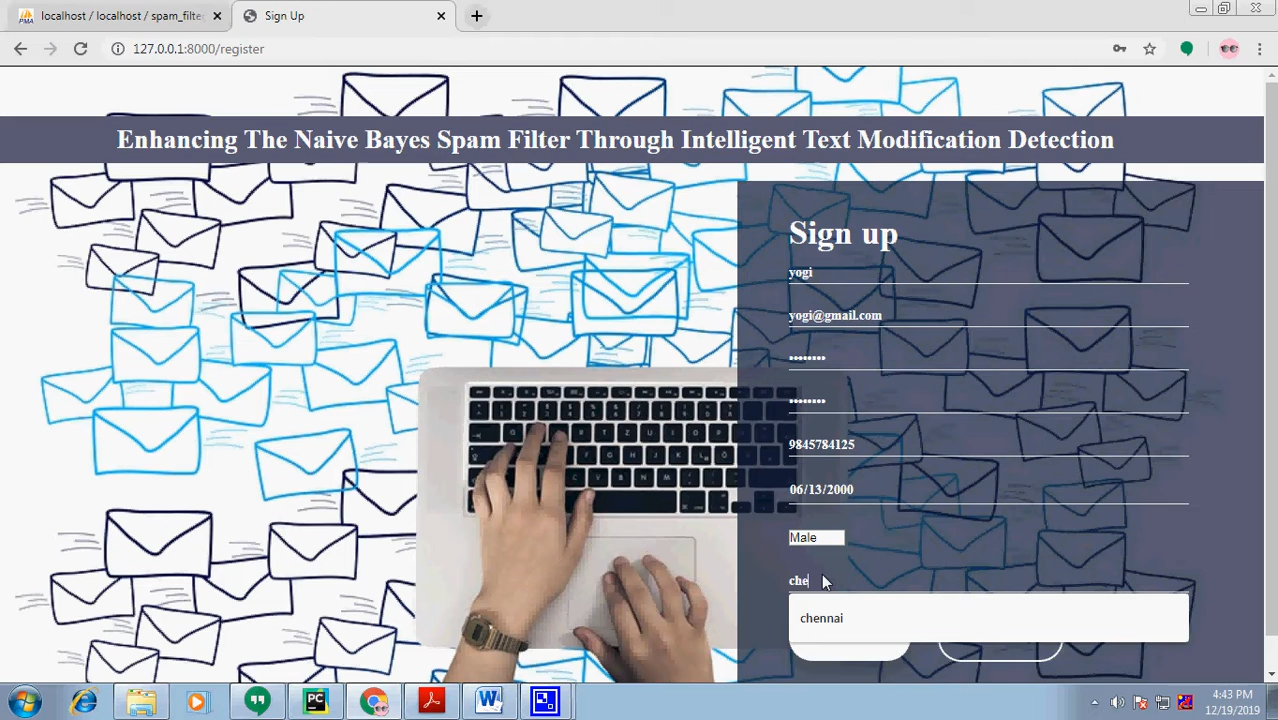 localhost / localhost / spam_filte
Sign Up
127.0.0.1:8000/register
Enhancing The Naive Bayes Spam Filter Through Intelligent Text Modification Detection
Sign up
yogi
yogi@gmail.com
••••••••
••••••••
9845784125
06/13/2000
Male
che
chennai
4:43 PM
12/19/2019